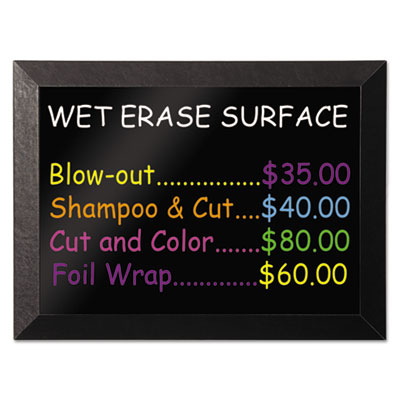 WET ERASE SURFACE
Blow-out..............$35.00
Shampoo & Cut....$40.00
Cut and Color.......$80.00
Foil Wrap.............$60.00